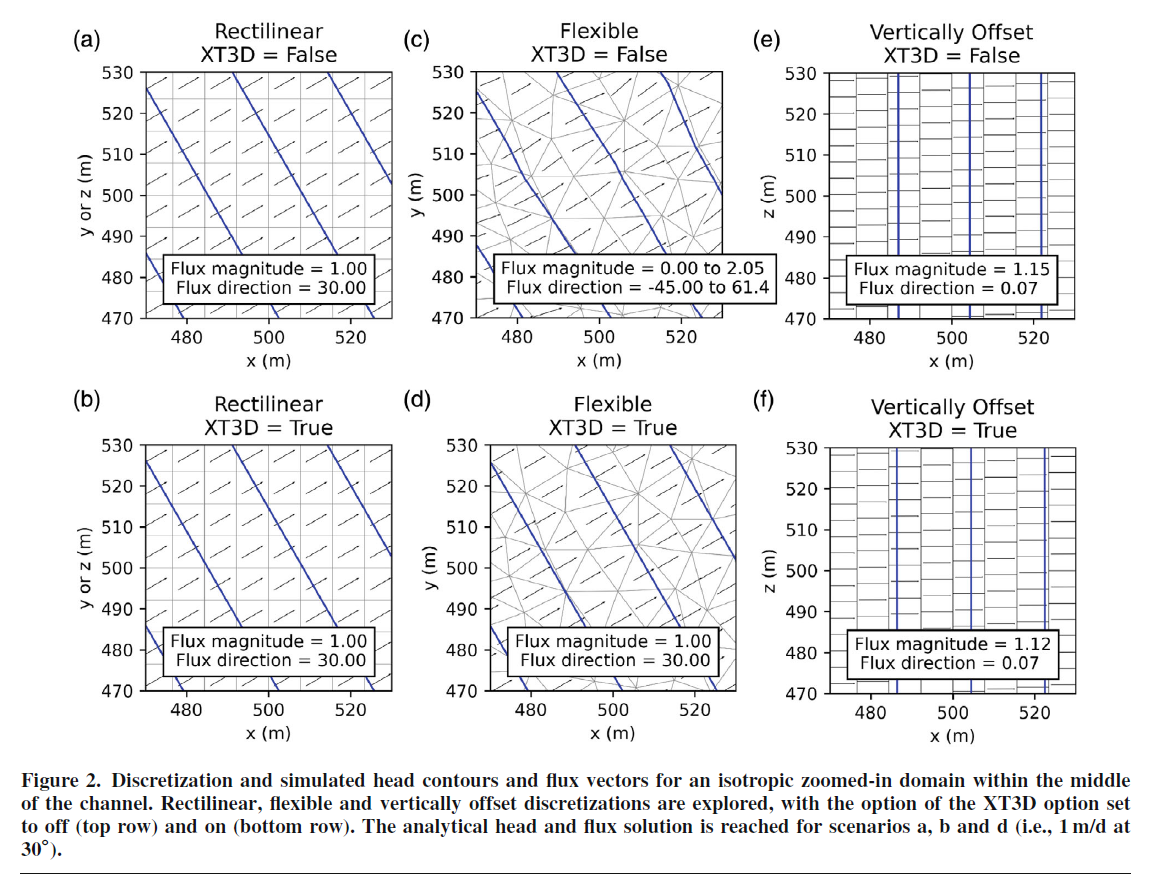 (a)
Rectilinear
XT3D = False
530
520
510
500
490
480
470
y or z (m)
Flux magnitude = 1.00
Flux direction = 30.00
480
500
520
x (m)
(c)
Flexible
XT3D = False
530
520
510
500
490
480
470
y (m)
Flux magnitude = 0.00 to 2.05
Flux direction = -45.00 to 61.4
480
500
520
x (m)
(e)
Vertically Offset
XT3D = False
530
520
510
500
490
480
470
z (m)
Flux magnitude = 1.15
Flux direction = 0.07
480
500
520
x (m)
(b)
Rectilinear
XT3D = True
530
520
510
500
490
480
470
y or z (m)
Flux magnitude = 1.00
Flux direction = 30.00
480
500
520
x (m)
(d)
Flexible
XT3D = True
530
520
510
500
490
480
470
y (m)
Flux magnitude = 1.00
Flux direction = 30.00
480
500
520
x (m)
(f)
Vertically Offset
XT3D = True
530
520
510
500
490
480
470
z (m)
Flux magnitude = 1.12
Flux direction = 0.07
480
500
520
x (m)
Figure 2. Discretization and simulated head contours and flux vectors for an isotropic zoomed-in domain within the middle
of the channel. Rectilinear, flexible and vertically offset discretizations are explored, with the option of the XT3D option set
to off (top row) and on (bottom row). The analytical head and flux solution is reached for scenarios a, b and d (i.e., 1 m/d at
30°).